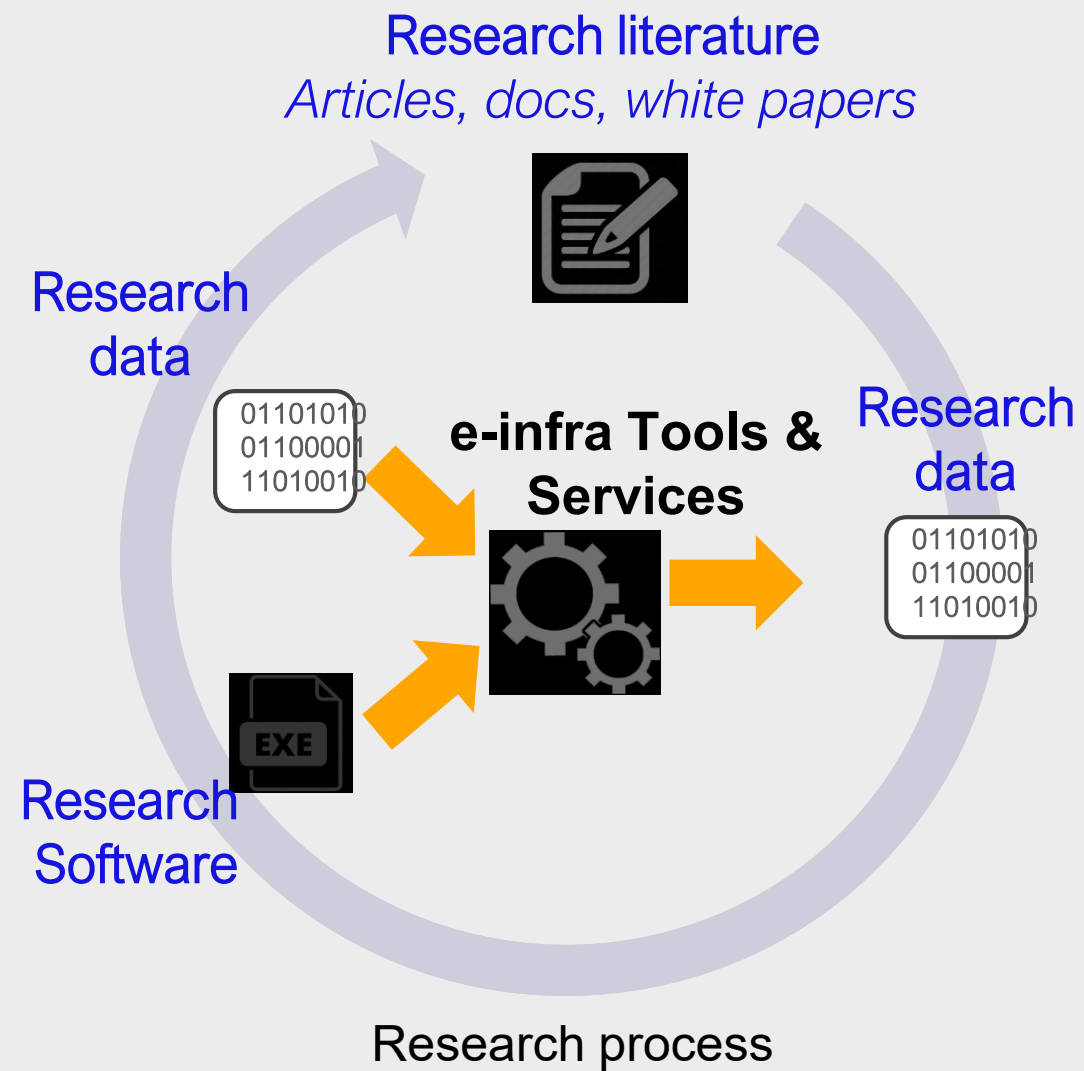 Research literature
Articles, docs, white papers
Research
data
01101010
01100001
11010010
e-infra Tools &
Services
Research
data
01101010
01100001
11010010
EXE
Research
Software
Research process